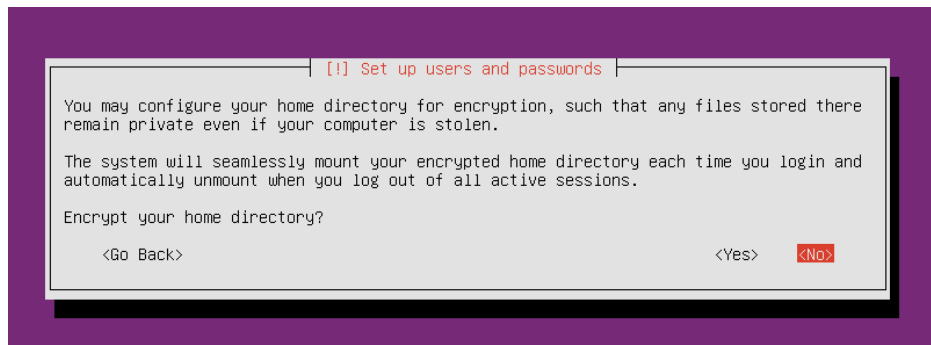 [!] Set up users and passwords
You may configure your home directory for encryption, such that any files stored there
remain private even if your computer is stolen.
The system will seamlessly mount your encrypted home directory each time you login and
automatically unmount when you log out of all active sessions.
Encrypt your home directory?
<Go Back> <Yes> <No>